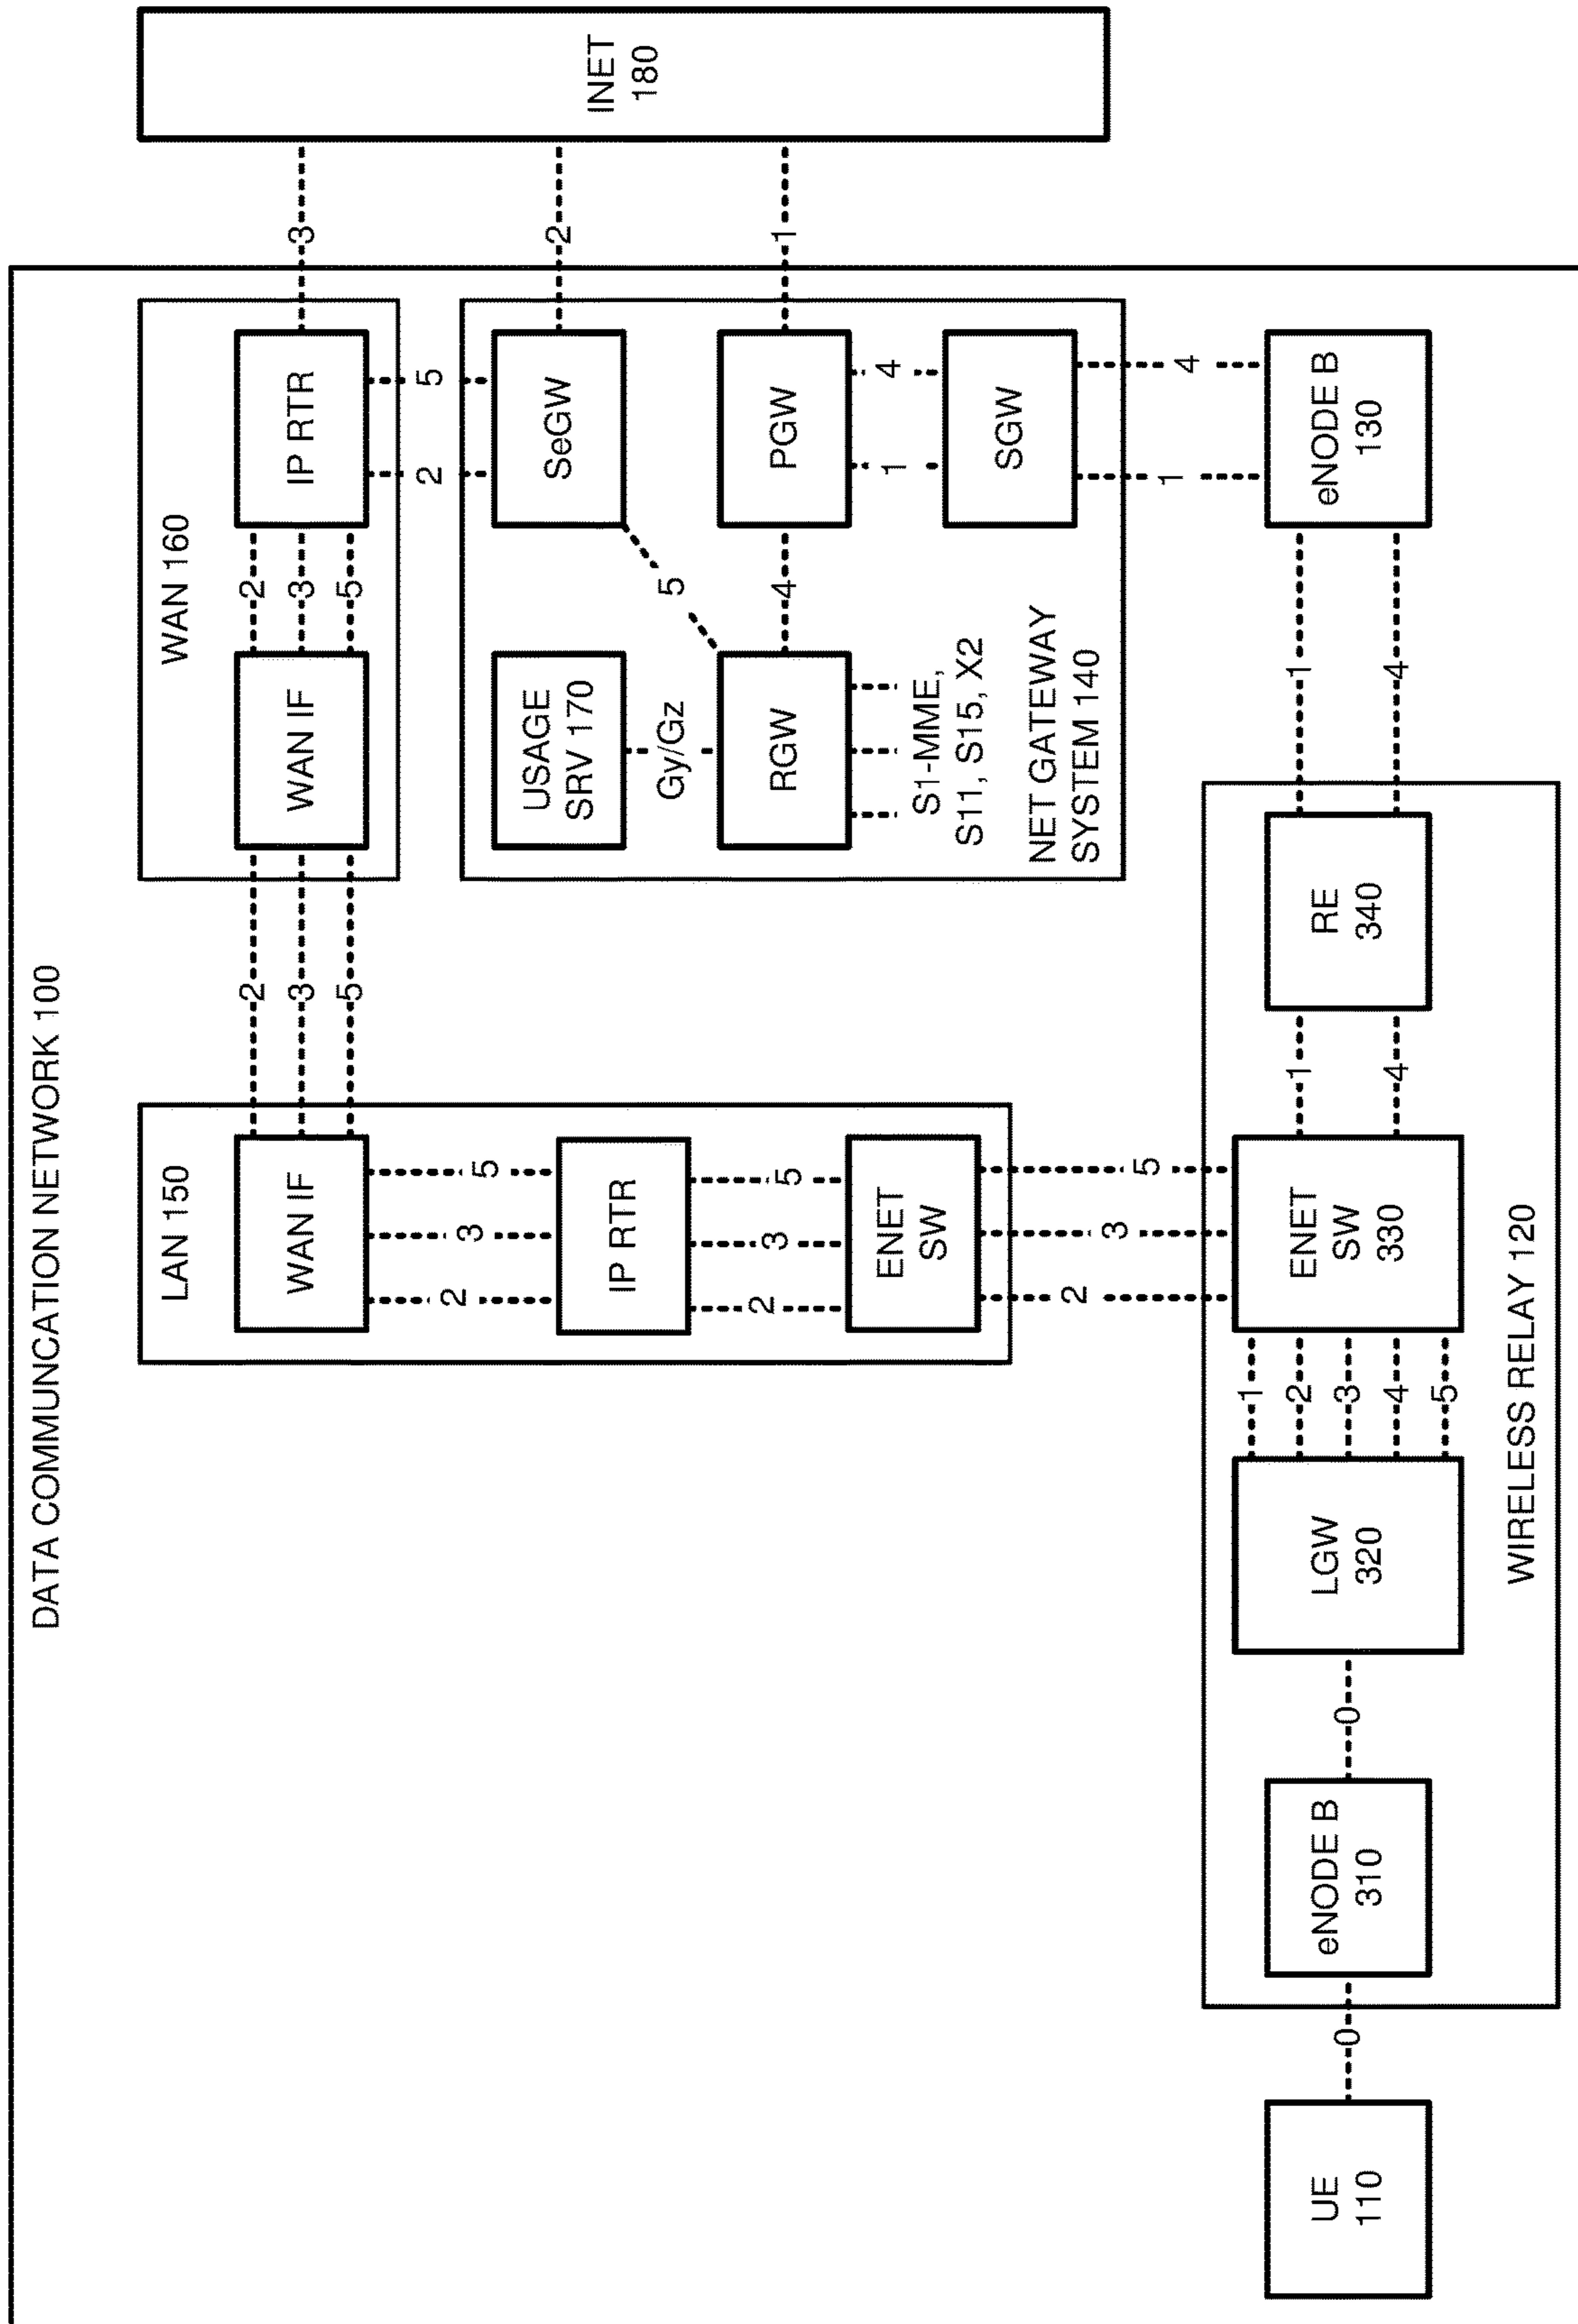 DATA COMMUNCATION NETWORK 100
LAN 150
WAN IF
2
3
5
IP RTR
2
3
5
ENET
SW
2
3
5
2
3
5
WAN 160
WAN IF
2
3
5
IP RTR
3
2
5
INET
180
USAGE
SRV 170
Gy/Gz
RGW
S1-MME,
S11, S15, X2
NET GATEWAY
SYSTEM 140
5
4
SeGW
2
PGW
1
1
4
SGW
1
4
UE
110
0
eNODE B
310
0
LGW
320
1
2
3
4
5
ENET
SW
330
1
4
RE
340
1
4
eNODE B
130
WIRELESS RELAY 120